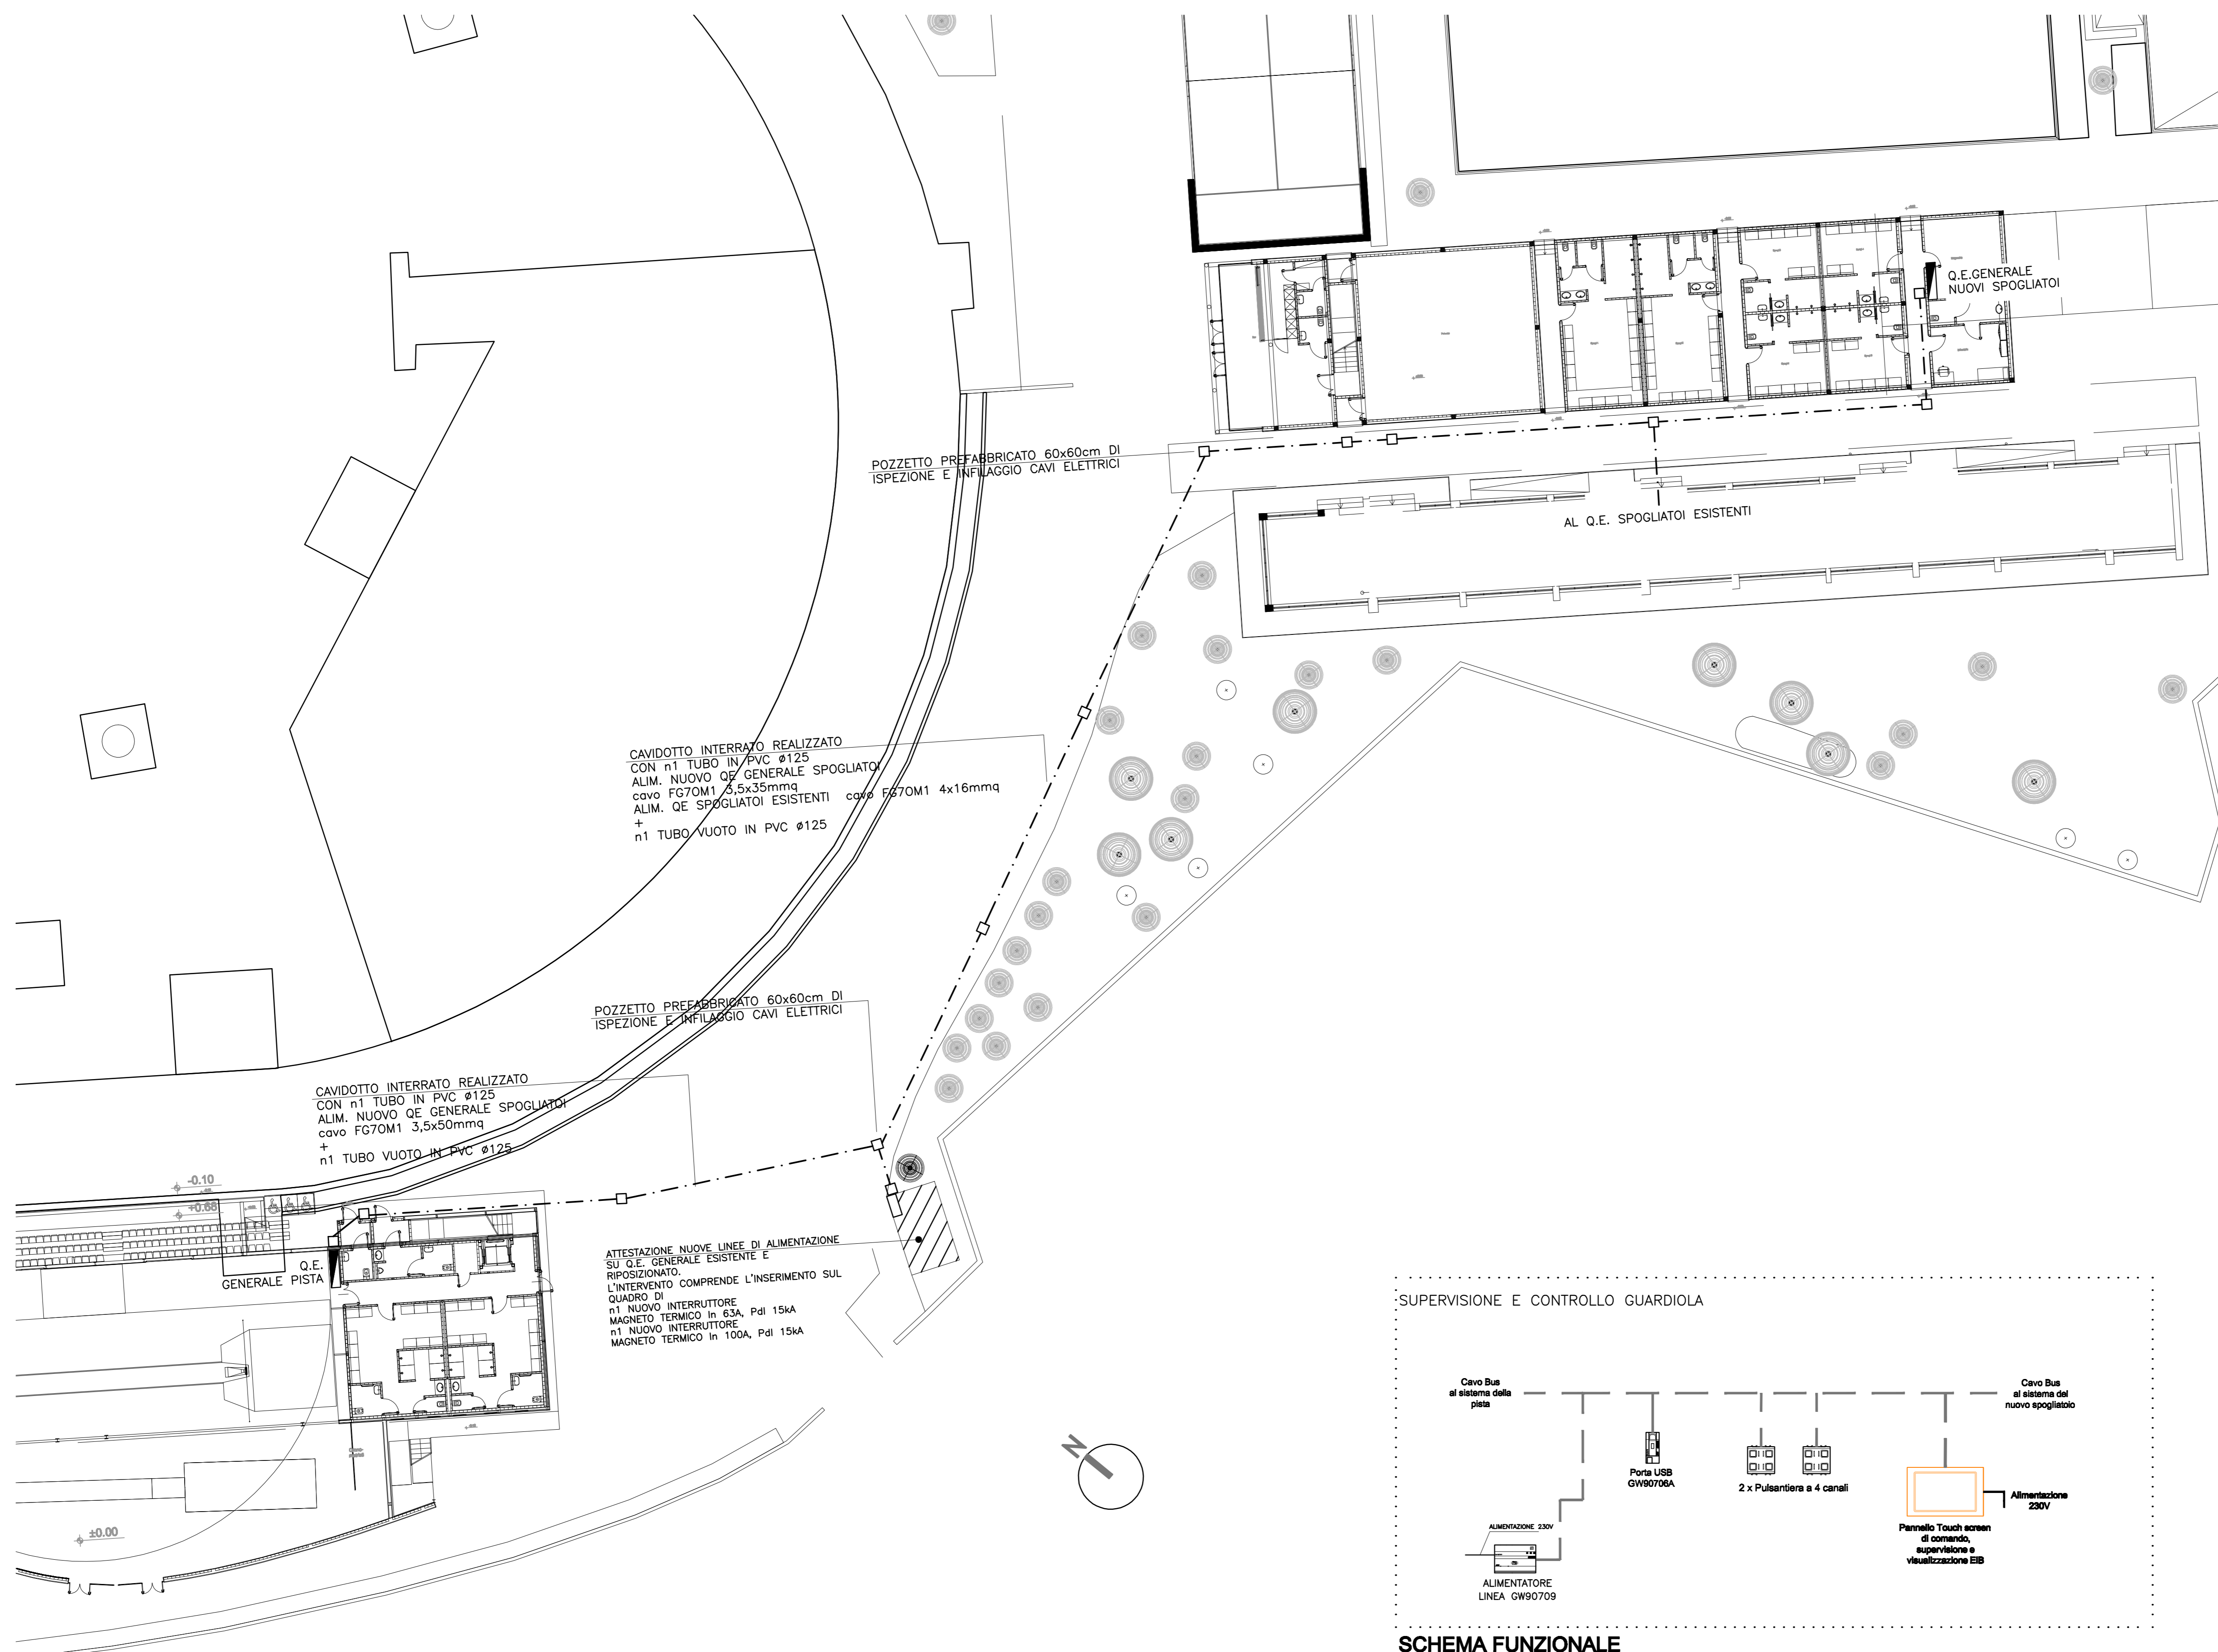 Q.E.GENERALE
NUOVI SPOGLIATOI
POZZETTO PREFABBRICATO 60x60cm DI
ISPEZIONE E INFILAGGIO CAVI ELETTRICI
AL Q.E. SPOGLIATOI ESISTENTI
CAVIDOTTO INTERRATO REALIZZATO
CON n1 TUBO IN PVC ø125
ALIM. NUOVO QE GENERALE SPOGLIATOI
cavo FG7OM1 3,5x35mmq
ALIM. QE SPOGLIATOI ESISTENTI cavo FG7OM1 4x16mmq
+
n1 TUBO VUOTO IN PVC ø125
POZZETTO PREFABBRICATO 60x60cm DI
ISPEZIONE E INFILAGGIO CAVI ELETTRICI
CAVIDOTTO INTERRATO REALIZZATO
CON n1 TUBO IN PVC ø125
ALIM. NUOVO QE GENERALE SPOGLIATOI
cavo FG7OM1 3,5x50mmq
+
n1 TUBO VUOTO IN PVC ø125
-0.10
+0.68
Q.E.
GENERALE PISTA
ATTESTAZIONE NUOVE LINEE DI ALIMENTAZIONE
SU Q.E. GENERALE ESISTENTE E
RIPOSIZIONATO.
L'INTERVENTO COMPRENDE L'INSERIMENTO SUL
QUADRO DI
n1 NUOVO INTERRUTTORE
MAGNETO TERMICO In 63A, PdI 15kA
n1 NUOVO INTERRUTTORE
MAGNETO TERMICO In 100A, PdI 15kA
±0.00
N
SUPERVISIONE E CONTROLLO GUARDIOLA
Cavo Bus
al sistema della
pista
Cavo Bus
al sistema del
nuovo spogliatoio
Porta USB
GW90706A
2 x Pulsantiera a 4 canali
Alimentazione
230V
Pannello Touch screen
di comando,
supervisione e
visualizzazione EIB
ALIMENTAZIONE 230V
ALIMENTATORE
LINEA GW90709
SCHEMA FUNZIONALE